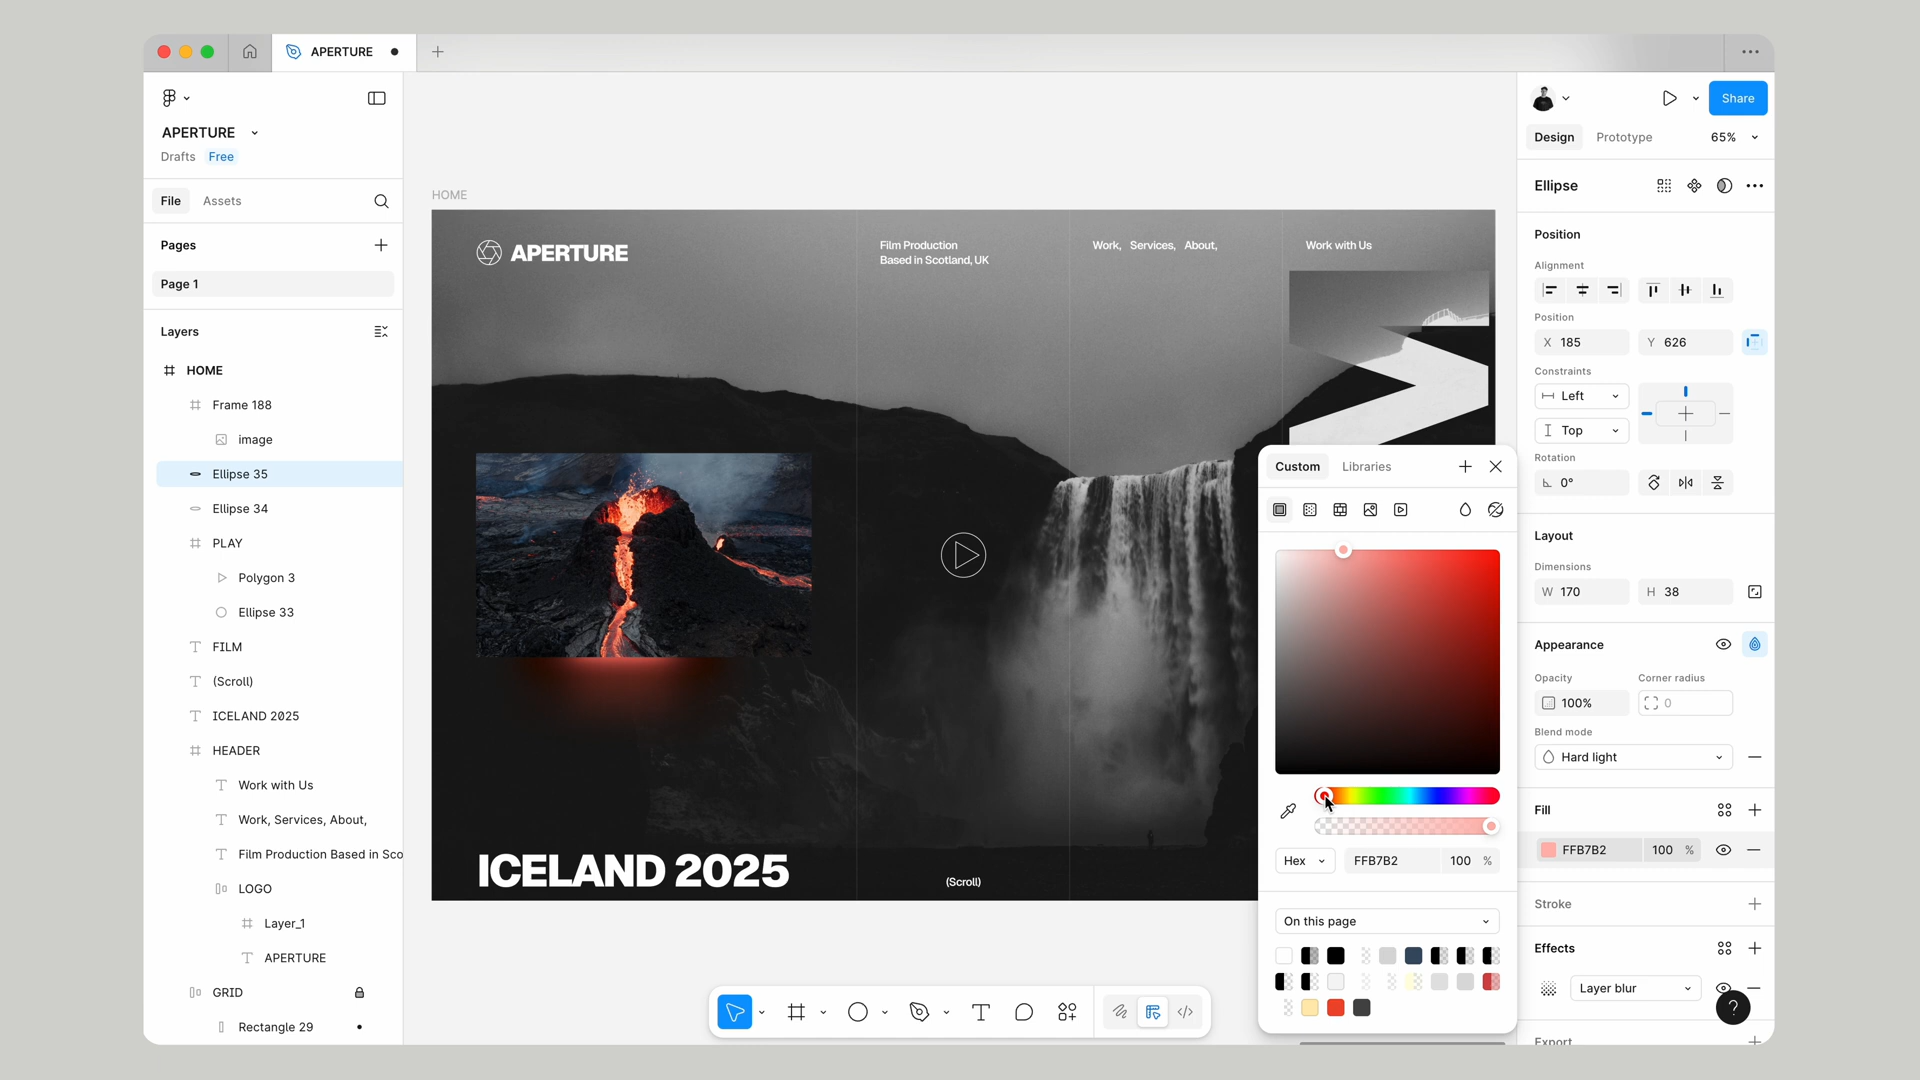 APERTURE
APERTURE
Drafts Free
File Assets
Pages
Page 1
Layers
HOME
Frame 188
image
Ellipse 35
Ellipse 34
PLAY
Polygon 3
Ellipse 33
FILM
(Scroll)
ICELAND 2025
HEADER
Work with Us
Work, Services, About,
Film Production Based in Sco
LOGO
Layer_1
APERTURE
GRID
Rectangle 29
HOME
APERTURE
Film Production
Based in Scotland, UK
Work, Services, About,
Work with Us
ICELAND 2025
(Scroll)
Custom Libraries
Hex FFB7B2 100 %
On this page
Share
Design Prototype 65%
Ellipse
Position
Alignment
Position
X 185 Y 626
Constraints
Left
Top
Rotation
0°
Layout
Dimensions
W 170 H 38
Appearance
Opacity Corner radius
100% 0
Blend mode
Hard light
Fill
FFB7B2 100 %
Stroke
Effects
Layer blur
?
Export